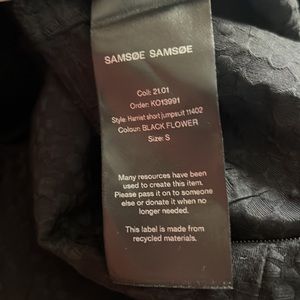 SAMSØE SAMSØE
Coll: 21.01
Order: KO13991
Style: Harriet short jumpsuit 11402
Colour: BLACK FLOWER
Size: S
Many resources have been
used to create this item.
Please pass it on to someone
else or donate it when no
longer needed.
This label is made from
recycled materials.